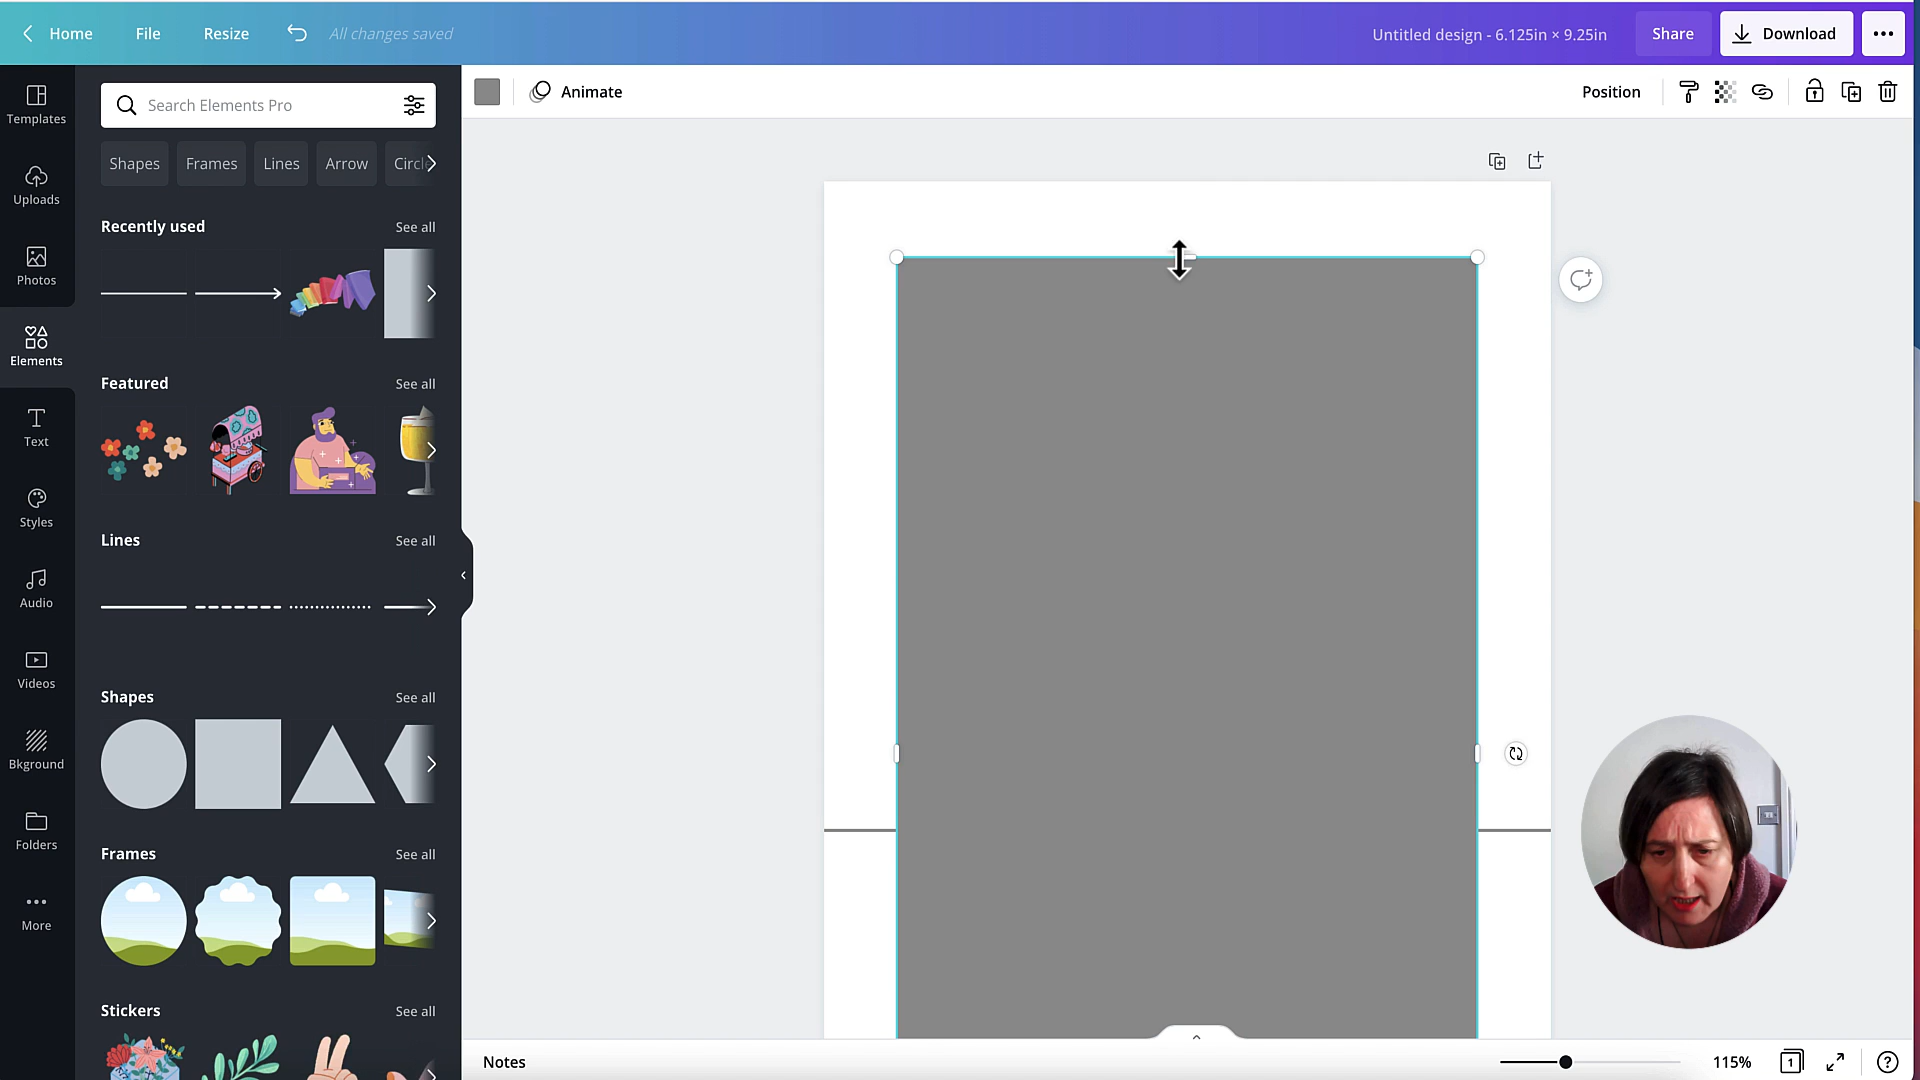 Home File Resize All changes saved Untitled design - 6.125in × 9.25in Share Download
Templates
Uploads
Photos
Elements
Text
Styles
Audio
Videos
Bkground
Folders
More
Search Elements Pro
Shapes Frames Lines Arrow Circle
Recently used See all
Featured See all
Lines See all
Shapes See all
Frames See all
Stickers See all
Animate Position
Notes 115% 1 ?